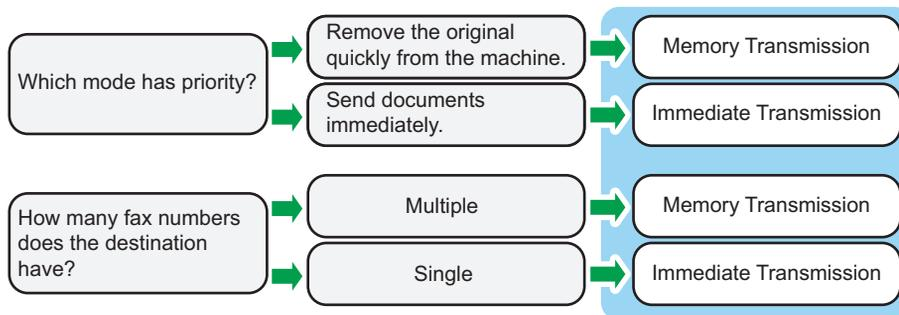 Which mode has priority?
Remove the original
quickly from the machine.
Memory Transmission
Send documents
immediately.
Immediate Transmission
How many fax numbers
does the destination
have?
Multiple
Memory Transmission
Single
Immediate Transmission